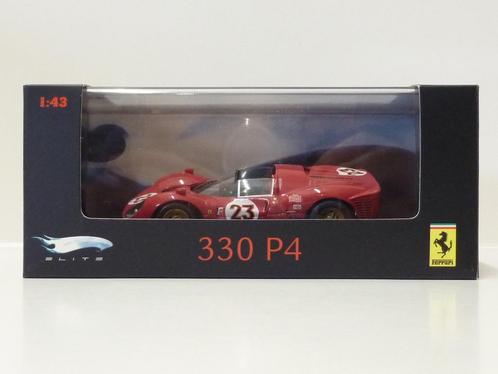 1:43
23
ELITE
330 P4
Ferrari